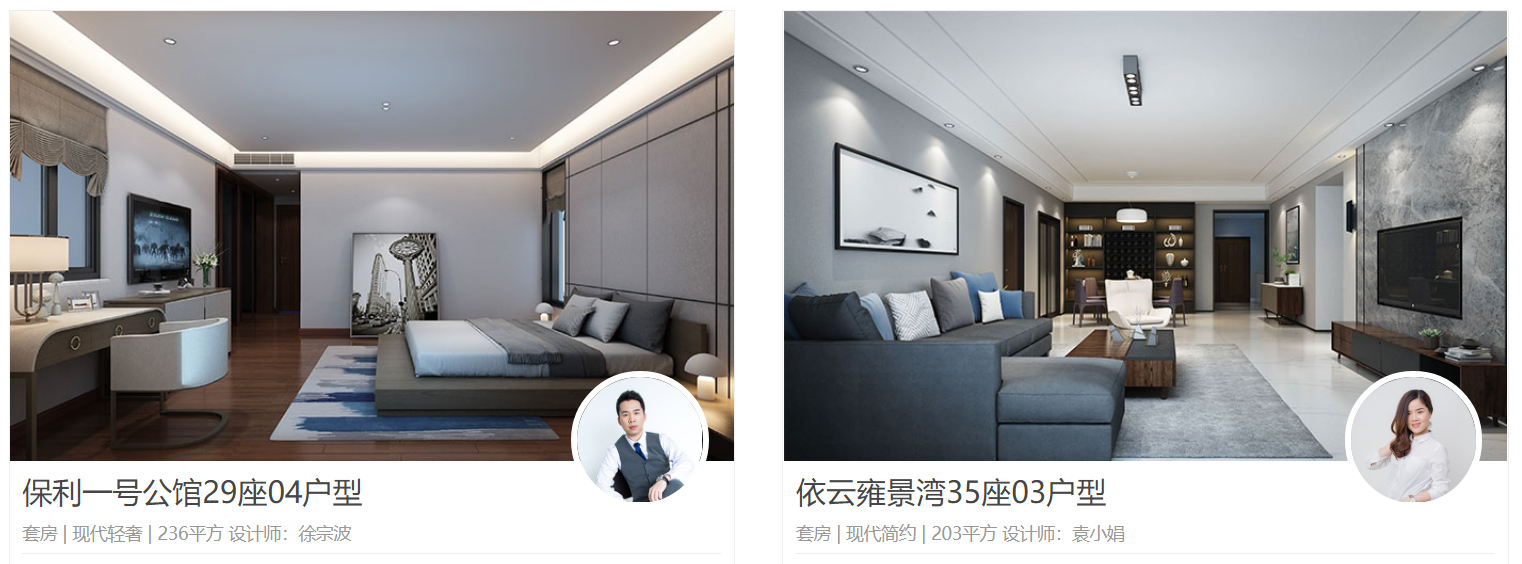 保利一号公馆29座04户型
套房 | 现代轻奢 | 236平方 设计师：徐宗波
依云雍景湾35座03户型
套房 | 现代简约 | 203平方 设计师：袁小娟